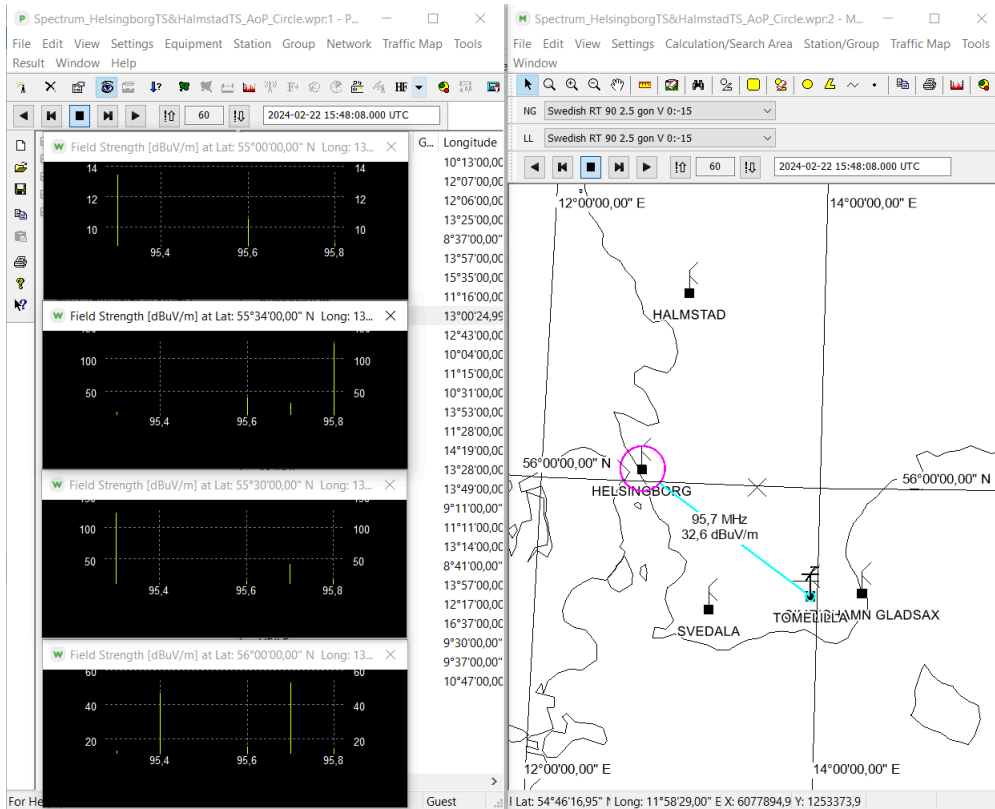 Spectrum_HelsingborgTS&HalmstadTS_AoP_Circle.wpr:1 - P...
File Edit View Settings Equipment Station Group Network Traffic Map Tools
Result Window Help
HF
60
2024-02-22 15:48:08.000 UTC
Field Strength [dBuV/m] at Lat: 55°00'00,00" N Long: 13...
14
12 12
10 10
95,4 95,6 95,8
Field Strength [dBuV/m] at Lat: 55°34'00,00" N Long: 13...
100 100
50 50
95,4 95,6 95,8
Field Strength [dBuV/m] at Lat: 55°30'00,00" N Long: 13...
100 100
50 50
95,4 95,6 95,8
Field Strength [dBuV/m] at Lat: 56°00'00,00" N Long: 13...
60 60
40 40
20 20
95,4 95,6 95,8
G... Longitude
10°13'00,00
12°07'00,00
12°06'00,00
13°25'00,00
8°37'00,00"
13°57'00,00
15°35'00,00
11°16'00,00
13°00'24,99
12°43'00,00
10°04'00,00
11°15'00,00
10°31'00,00
13°53'00,00
11°28'00,00
14°19'00,00
13°28'00,00
13°49'00,00
9°11'00,00"
11°11'00,00
13°14'00,00
8°41'00,00"
13°57'00,00
12°17'00,00
16°37'00,00
9°30'00,00"
9°37'00,00"
10°47'00,00
For He
Guest
Spectrum_HelsingborgTS&HalmstadTS_AoP_Circle.wpr:2 - M...
File Edit View Settings Calculation/Search Area Station/Group Traffic Map Tools
Window
NG Swedish RT 90 2.5 gon V 0:-15
LL Swedish RT 90 2.5 gon V 0:-15
60
2024-02-22 15:48:08.000 UTC
12°00'00,00" E
14°00'00,00" E
HALMSTAD
56°00'00,00" N
56°00'00,00" N
HELSINGBORG
95,7 MHz
32,6 dBuV/m
TOMELILLA
HAMN GLADSAX
SVEDALA
12°00'00,00" E
14°00'00,00" E
Lat: 54°46'16,95" N Long: 11°58'29,00" E X: 6077894,9 Y: 1253373,9